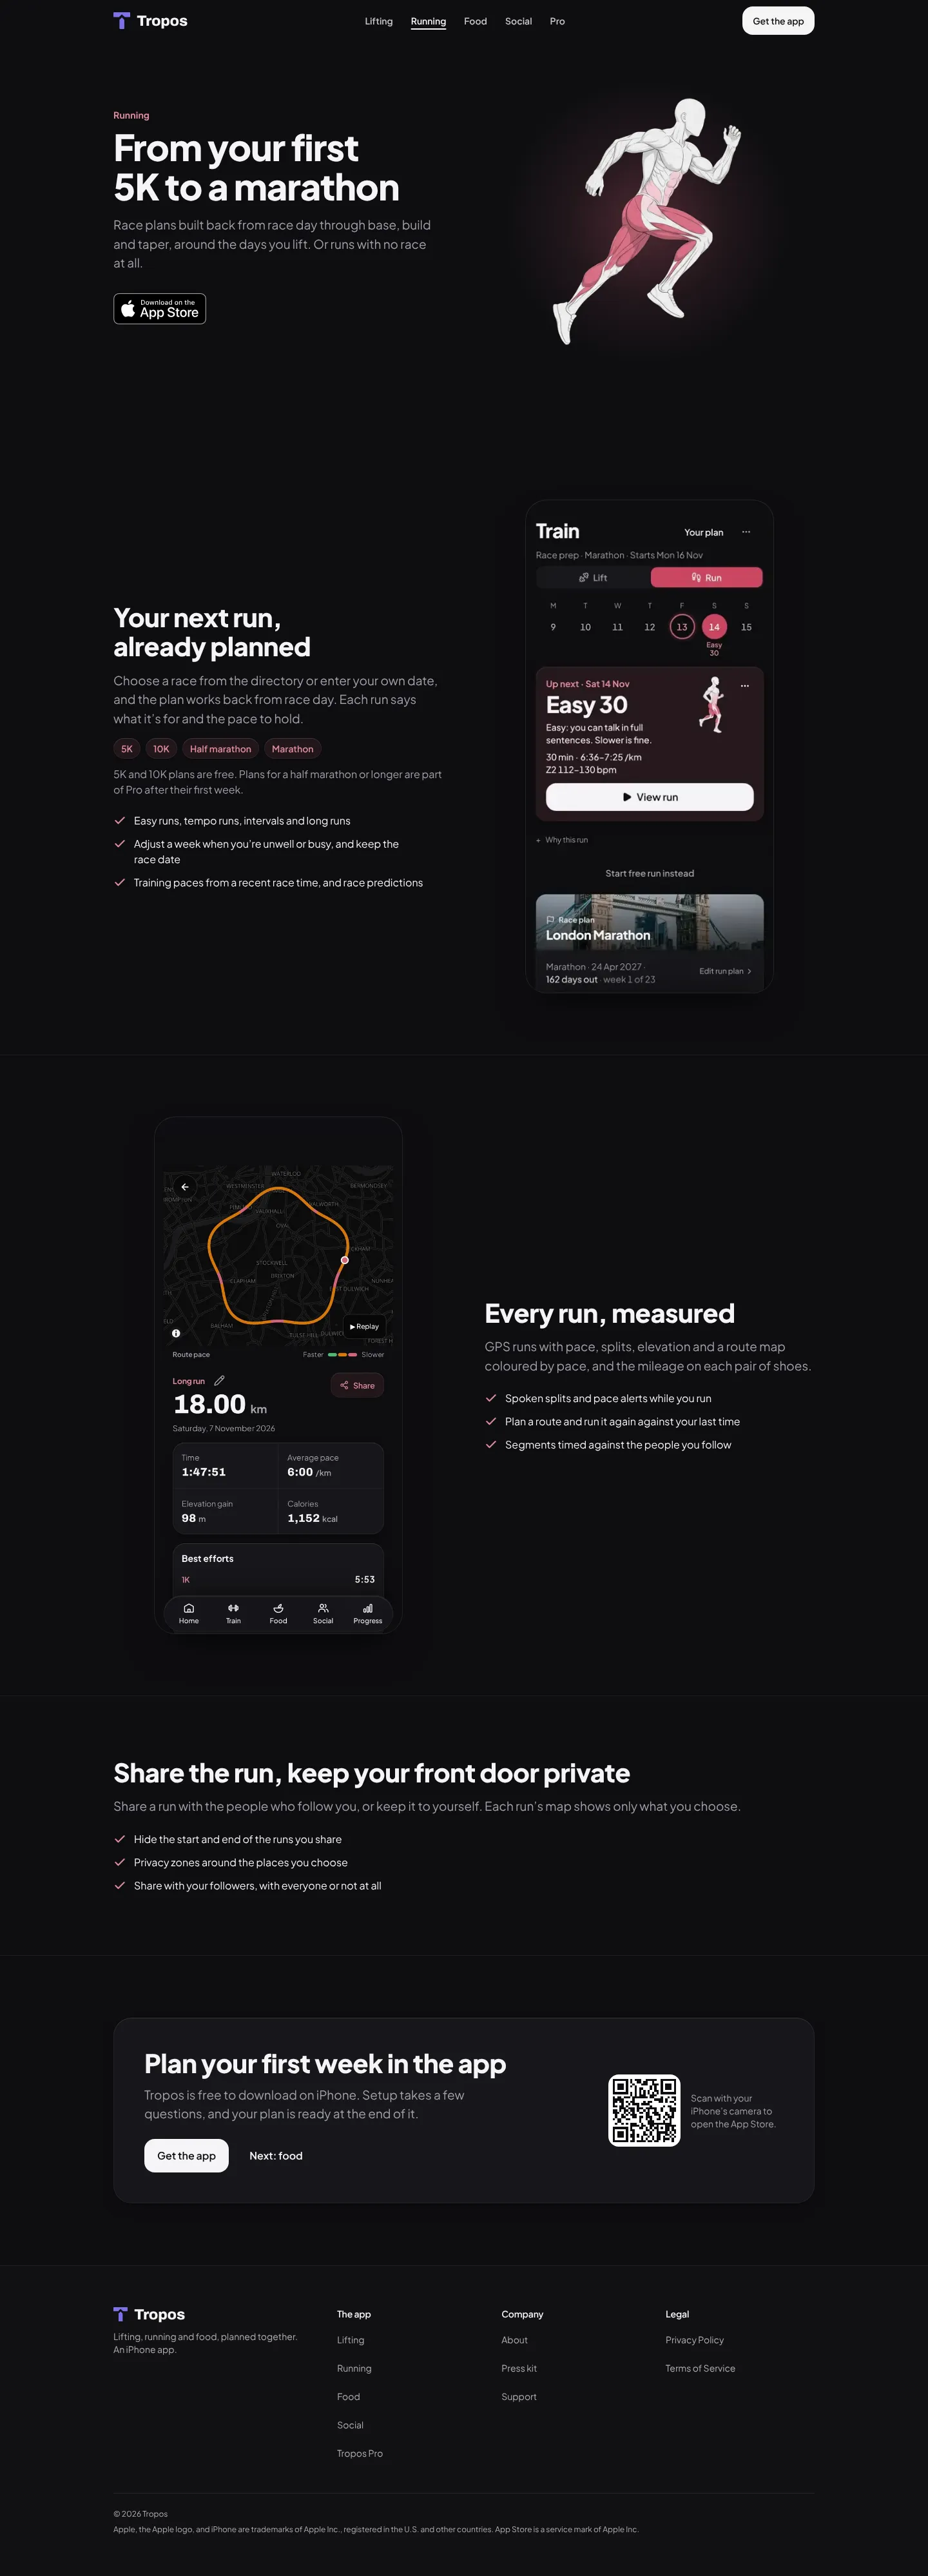 Tropos
Lifting
Running
Food
Social
Pro
Get the app
Running
From your first
5K to a marathon
Race plans built back from race day through base, build
and taper, around the days you lift. Or runs with no race
at all.
Download on the
App Store
Your next run,
already planned
Choose a race from the directory or enter your own date,
and the plan works back from race day. Each run says
what it's for and the pace to hold.
5K
10K
Half marathon
Marathon
5K and 10K plans are free. Plans for a half marathon or longer are part
of Pro after their first week.
Easy runs, tempo runs, intervals and long runs
Adjust a week when you're unwell or busy, and keep the
race date
Training paces from a recent race time, and race predictions
Train
Your plan
Race prep · Marathon · Starts Mon 16 Nov
Lift
Run
M T W T F S S
9 10 11 12 13 14 15
Easy
30
Up next · Sat 14 Nov
Easy 30
Easy: you can talk in full
sentences. Slower is fine.
30 min · 6:36–7:25 /km
Z2 112–130 bpm
View run
+ Why this run
Start free run instead
Race plan
London Marathon
Marathon · 24 Apr 2027 ·
162 days out · week 1 of 23
Edit run plan
WATERLOO
WESTMINSTER
BERMONDSEY
VAUXHALL
OVAL
STOCKWELL
BRIXTON
CLAPHAM
BALHAM
TULSE HILL
Replay
Route pace
Faster
Slower
Long run
Share
18.00 km
Saturday, 7 November 2026
Time
1:47:51
Average pace
6:00 /km
Elevation gain
98 m
Calories
1,152 kcal
Best efforts
1K
5:53
Home
Train
Food
Social
Progress
Every run, measured
GPS runs with pace, splits, elevation and a route map
coloured by pace, and the mileage on each pair of shoes.
Spoken splits and pace alerts while you run
Plan a route and run it again against your last time
Segments timed against the people you follow
Share the run, keep your front door private
Share a run with the people who follow you, or keep it to yourself. Each run's map shows only what you choose.
Hide the start and end of the runs you share
Privacy zones around the places you choose
Share with your followers, with everyone or not at all
Plan your first week in the app
Tropos is free to download on iPhone. Setup takes a few
questions, and your plan is ready at the end of it.
Get the app
Next: food
Scan with your
iPhone's camera to
open the App Store.
Tropos
Lifting, running and food, planned together.
An iPhone app.
The app
Lifting
Running
Food
Social
Tropos Pro
Company
About
Press kit
Support
Legal
Privacy Policy
Terms of Service
© 2026 Tropos
Apple, the Apple logo, and iPhone are trademarks of Apple Inc., registered in the U.S. and other countries. App Store is a service mark of Apple Inc.